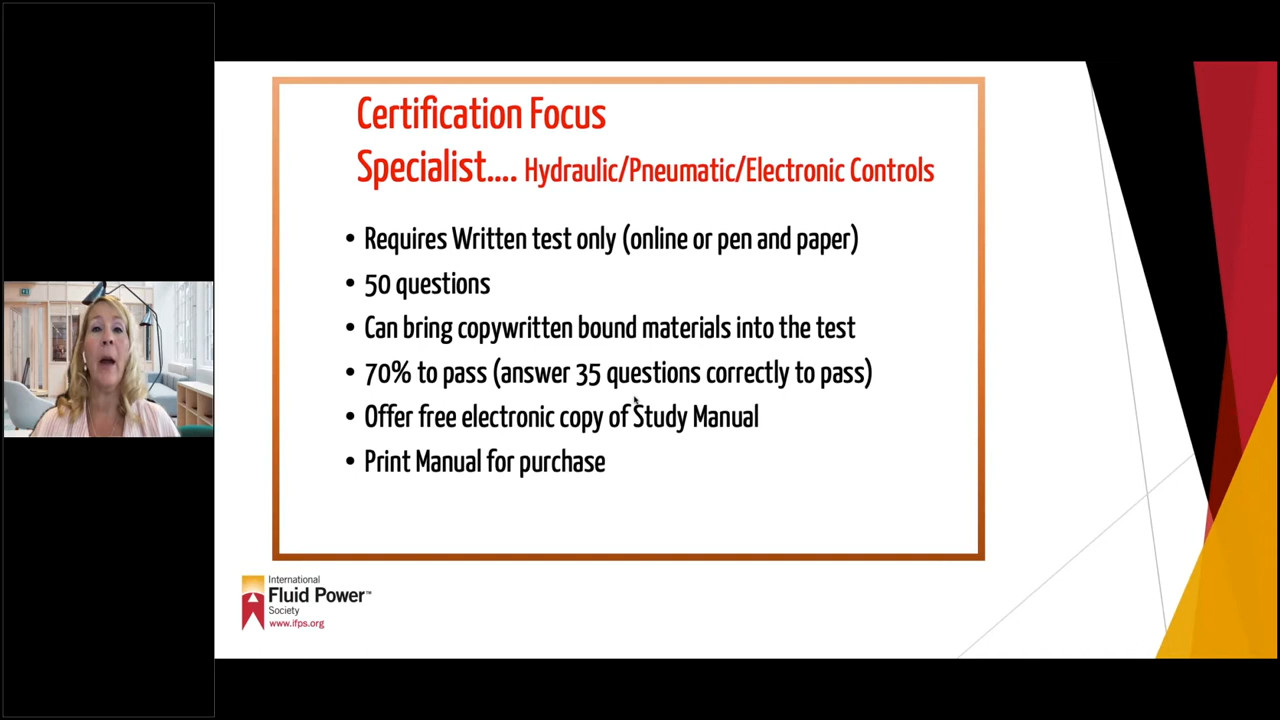 Certification Focus
Specialist.... Hydraulic/Pneumatic/Electronic Controls
• Requires Written test only (online or pen and paper)
• 50 questions
• Can bring copywritten bound materials into the test
• 70% to pass (answer 35 questions correctly to pass)
• Offer free electronic copy of Study Manual
• Print Manual for purchase
International
Fluid Power™
Society
www.ifps.org